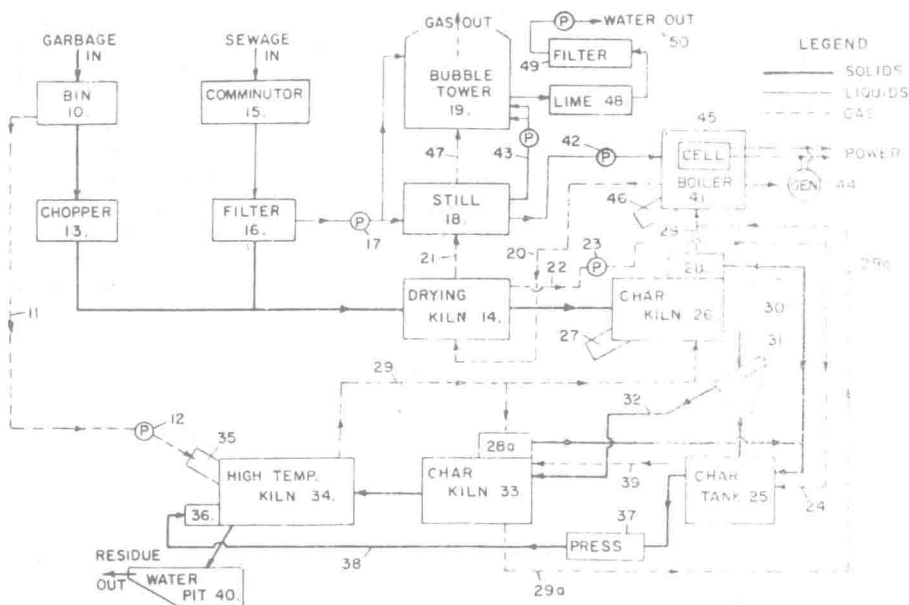 GARBAGE
IN
SEWAGE
IN
GAS OUT
P
WATER OUT
50
49
FILTER
LEGEND
SOLIDS
LIQUIDS
GAS
BIN
10.
COMMINUTOR
15.
BUBBLE
TOWER
19.
LIME 48
P
47
43
42
P
45
CELL
BOILER
41
POWER
GEN
44
46
CHOPPER
13.
FILTER
16.
P
17
STILL
18.
21
20
22
23
P
29
28
29a
11
DRYING
KILN 14.
CHAR
KILN 26
27
30
31
29
32
12
P
35
HIGH TEMP.
KILN 34.
28a
CHAR
KILN 33.
39
CHAR
TANK 25
24
36.
37
PRESS
38
RESIDUE
OUT
WATER
PIT 40.
29a